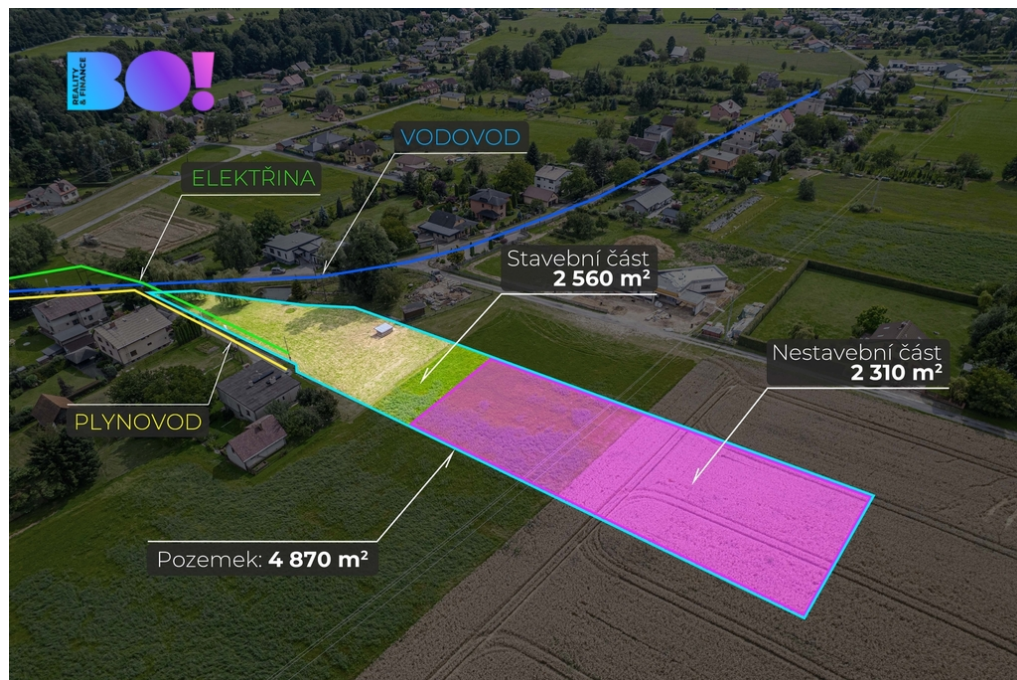 BO!
REALITY
& FINANCE
VODOVOD
ELEKTŘINA
Stavební část
2 560 m²
Nestavební část
2 310 m²
PLYNOVOD
Pozemek: 4 870 m²